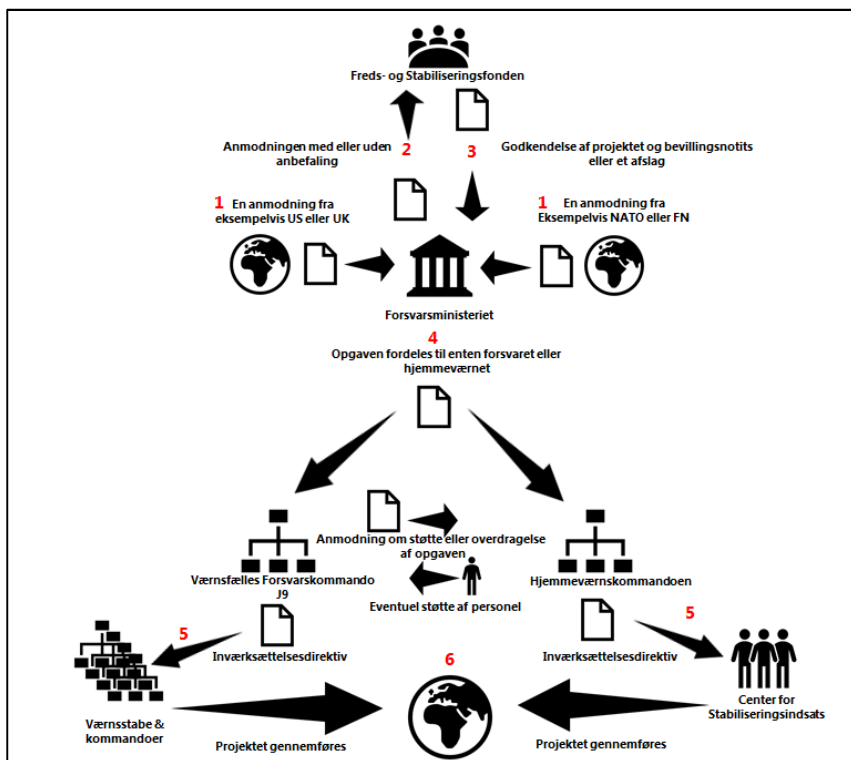 Freds- og Stabiliseringsfonden
Anmodningen med eller uden
anbefaling
2
3
Godkendelse af projektet og bevillingsnotits
eller et afslag
1 En anmodning fra
eksempelvis US eller UK
1 En anmodning fra
Eksempelvis NATO eller FN
Forsvarsministeriet
4
Opgaven fordeles til enten forsvaret eller
hjemmeværnet
Anmodning om støtte eller overdragelse
af opgaven
Værnsfælles Forsvarskommando
J9
Hjemmeværnskommandoen
Eventuel støtte af personel
5
Inværksættelsesdirektiv
5
Inværksættelsesdirektiv
6
Værnsstabe &
kommandoer
Center for
Stabiliseringsindsats
Projektet gennemføres
Projektet gennemføres